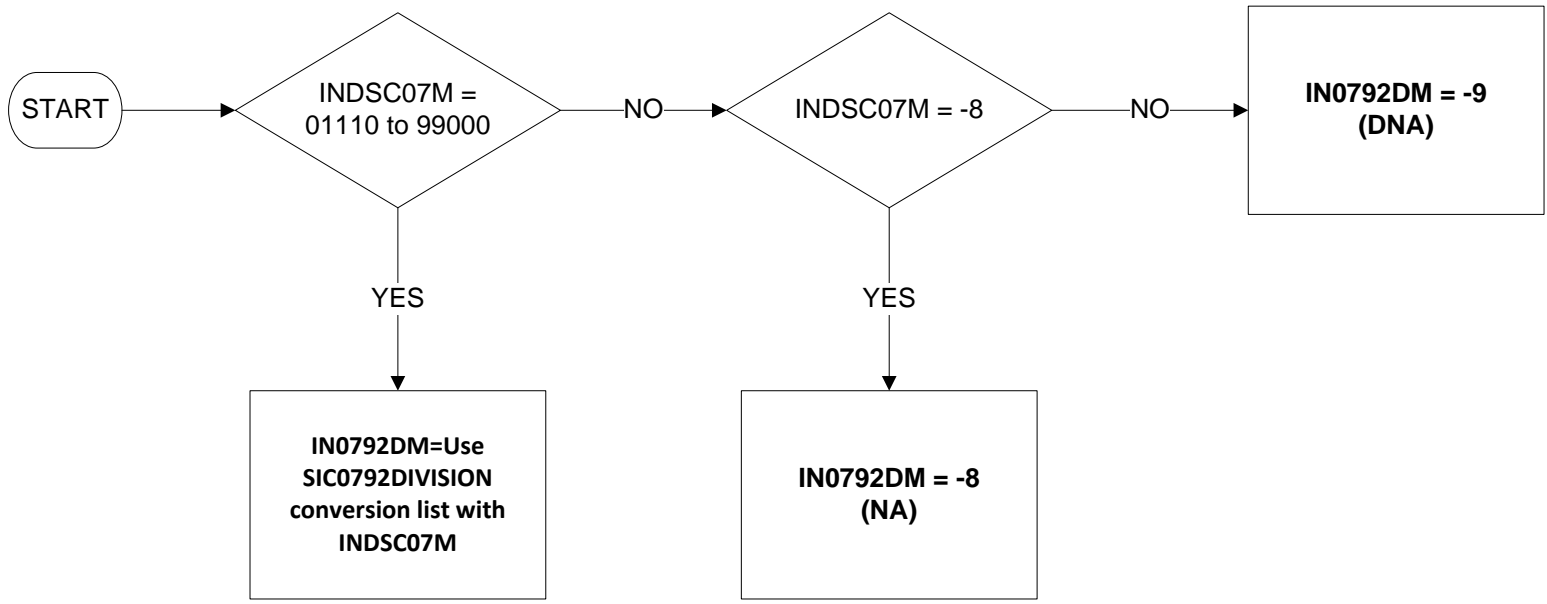 START
INDSC07M =
01110 to 99000
NO
INDSC07M = -8
NO
IN0792DM = -9
(DNA)
YES
YES
IN0792DM=Use
SIC0792DIVISION
conversion list with
INDSC07M
IN0792DM = -8
(NA)